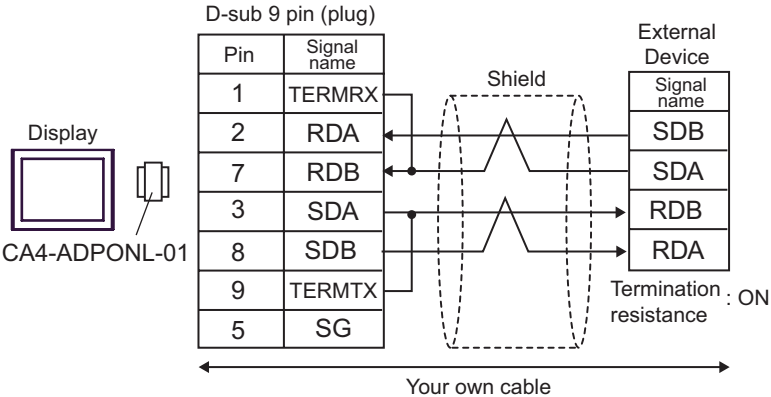 D-sub 9 pin (plug)
Pin Signal name
1 TERMRX
2 RDA
7 RDB
3 SDA
8 SDB
9 TERMTX
5 SG
Display
CA4-ADPONL-01
Shield
External
Device
Signal
name
SDB
SDA
RDB
RDA
Termination : ON
resistance
Your own cable